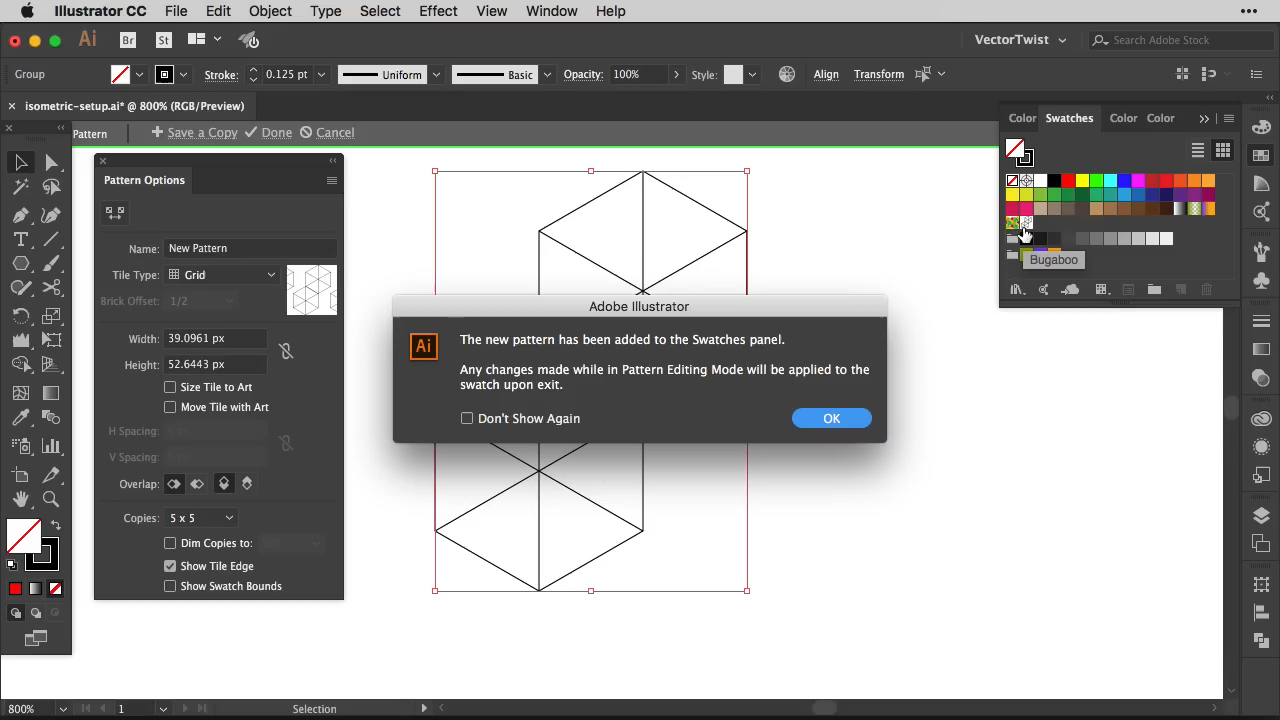 Illustrator CC File Edit Object Type Select Effect View Window Help
Ai Br St VectorTwist Search Adobe Stock
Group Stroke: 0.125 pt Uniform Basic Opacity: 100% Style: Align Transform
× isometric-setup.ai* @ 800% (RGB/Preview)
Pattern + Save a Copy Done Cancel
Color Swatches Color Color
Pattern Options
Name: New Pattern
Tile Type: Grid
Brick Offset: 1/2
Width: 39.0961 px
Height: 52.6443 px
Size Tile to Art
Move Tile with Art
H Spacing:
V Spacing:
Overlap:
Copies: 5 x 5
Dim Copies to:
Show Tile Edge
Show Swatch Bounds
Bugaboo
Adobe Illustrator
Ai
The new pattern has been added to the Swatches panel.
Any changes made while in Pattern Editing Mode will be applied to the
swatch upon exit.
Don't Show Again
OK
800% 1 Selection